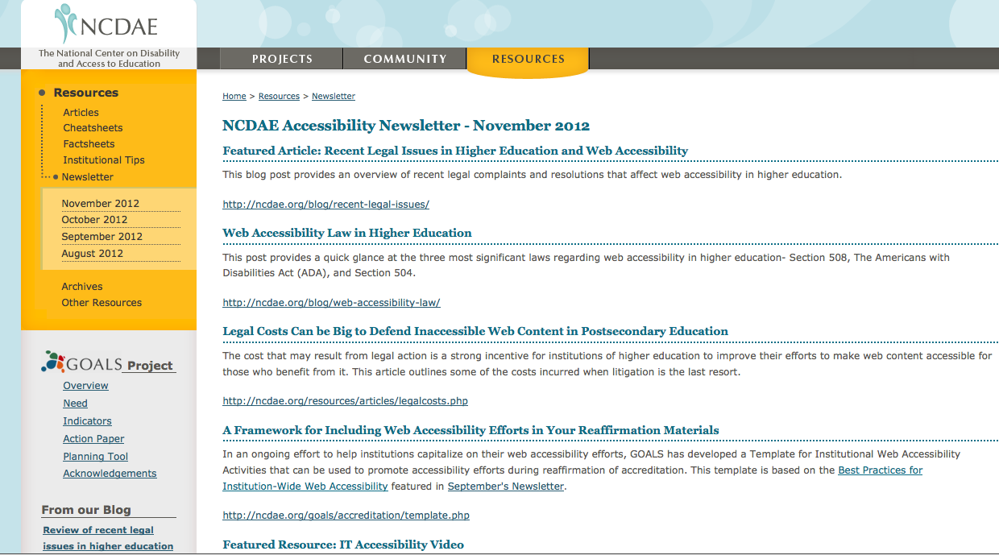 NCDAE
The National Center on Disability
and Access to Education
PROJECTS
COMMUNITY
RESOURCES
Resources
Articles
Cheatsheets
Factsheets
Institutional Tips
Newsletter
November 2012
October 2012
September 2012
August 2012
Archives
Other Resources
GOALS Project
Overview
Need
Indicators
Action Paper
Planning Tool
Acknowledgements
From our Blog
Review of recent legal
issues in higher education
Home > Resources > Newsletter
NCDAE Accessibility Newsletter - November 2012
Featured Article: Recent Legal Issues in Higher Education and Web Accessibility
This blog post provides an overview of recent legal complaints and resolutions that affect web accessibility in higher education.
http://ncdae.org/blog/recent-legal-issues/
Web Accessibility Law in Higher Education
This post provides a quick glance at the three most significant laws regarding web accessibility in higher education- Section 508, The Americans with
Disabilities Act (ADA), and Section 504.
http://ncdae.org/blog/web-accessibility-law/
Legal Costs Can be Big to Defend Inaccessible Web Content in Postsecondary Education
The cost that may result from legal action is a strong incentive for institutions of higher education to improve their efforts to make web content accessible for
those who benefit from it. This article outlines some of the costs incurred when litigation is the last resort.
http://ncdae.org/resources/articles/legalcosts.php
A Framework for Including Web Accessibility Efforts in Your Reaffirmation Materials
In an ongoing effort to help institutions capitalize on their web accessibility efforts, GOALS has developed a Template for Institutional Web Accessibility
Activities that can be used to promote accessibility efforts during reaffirmation of accreditation. This template is based on the Best Practices for
Institution-Wide Web Accessibility featured in September's Newsletter.
http://ncdae.org/goals/accreditation/template.php
Featured Resource: IT Accessibility Video